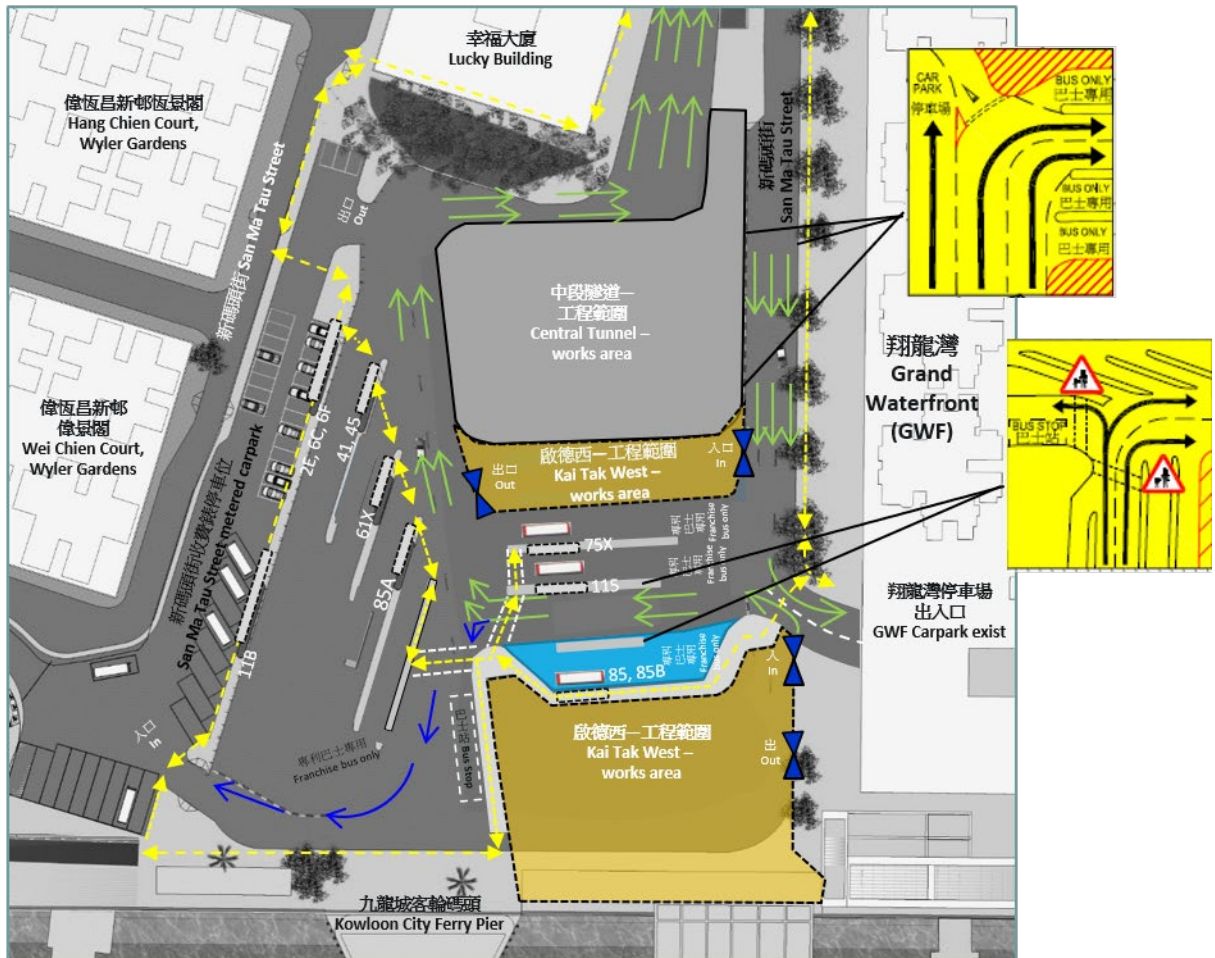 幸福大廈
Lucky Building
偉恆昌新邨恆景閣
Hang Chien Court,
Wyler Gardens
新碼頭街 San Ma Tau Street
出口
Out
新碼頭街
San Ma Tau Street
CAR
PARK
停車場
BUS ONLY
巴士專用
BUS ONLY
巴士專用
BUS ONLY
巴士專用
中段隧道—
工程範圍
Central Tunnel –
works area
翔龍灣
Grand
Waterfront
(GWF)
BUS STOP
巴士站
偉恆昌新邨
偉景閣
Wei Chien Court,
Wyler Gardens
2E, 6C, 6F
41, 45
61X
85A
11B
新碼頭街收費錶停車位
San Ma Tau Street metered carpark
啟德西—工程範圍
Kai Tak West –
works area
出口
Out
入口
In
75X
專利
巴士
專用
Franchise
bus only
115
專利
巴士
專用
Franchise
bus only
翔龍灣停車場
出入口
GWF Carpark exist
85, 85B
專利
巴士
專用
Franchise
bus only
入
In
出
Out
啟德西—工程範圍
Kai Tak West –
works area
入口
In
專利巴士專用
Franchise bus only
巴士站 Bus Stop
九龍城客輪碼頭
Kowloon City Ferry Pier